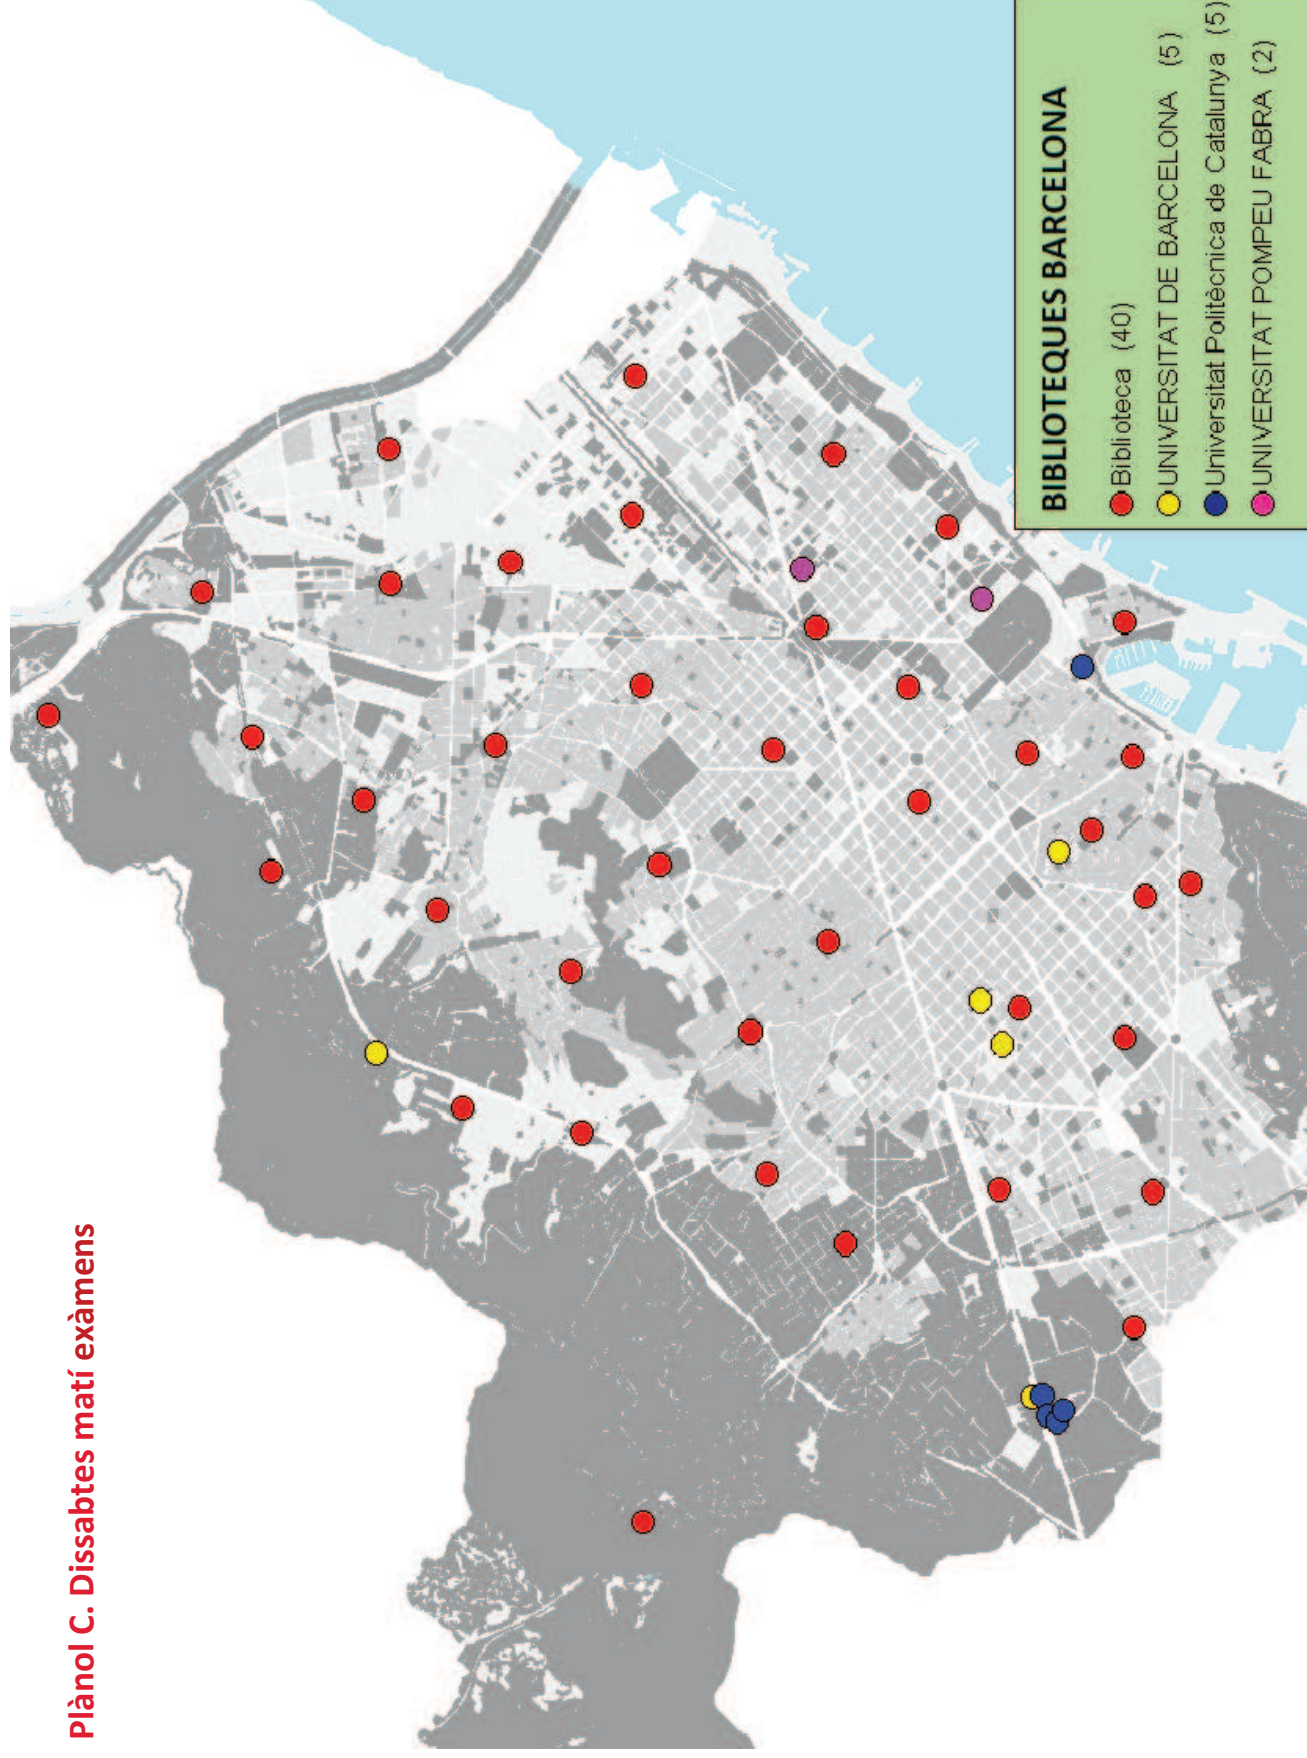 Plànol C. Dissabtes matí exàmens
BIBLIOTEQUES BARCELONA
Biblioteca (40)
UNIVERSITAT DE BARCELONA (5)
Universitat Politècnica de Catalunya (5)
UNIVERSITAT POMPEU FABRA (2)